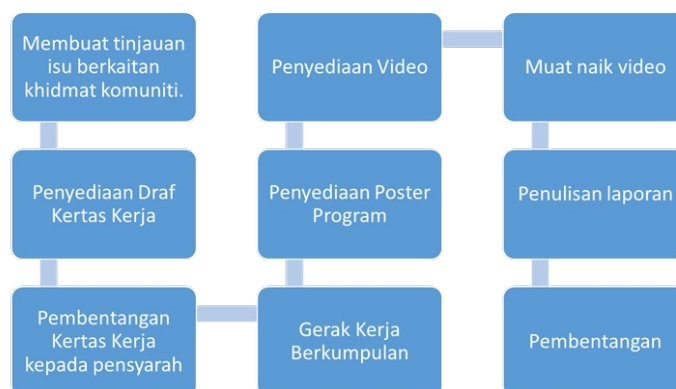 Membuat tinjauan
isu berkaitan
khidmat komuniti.
Penyediaan Draf
Kertas Kerja
Pembentangan
Kertas Kerja
kepada pensyarah
Gerak Kerja
Berkumpulan
Penyediaan Poster
Program
Penyediaan Video
Muat naik video
Penulisan laporan
Pembentangan